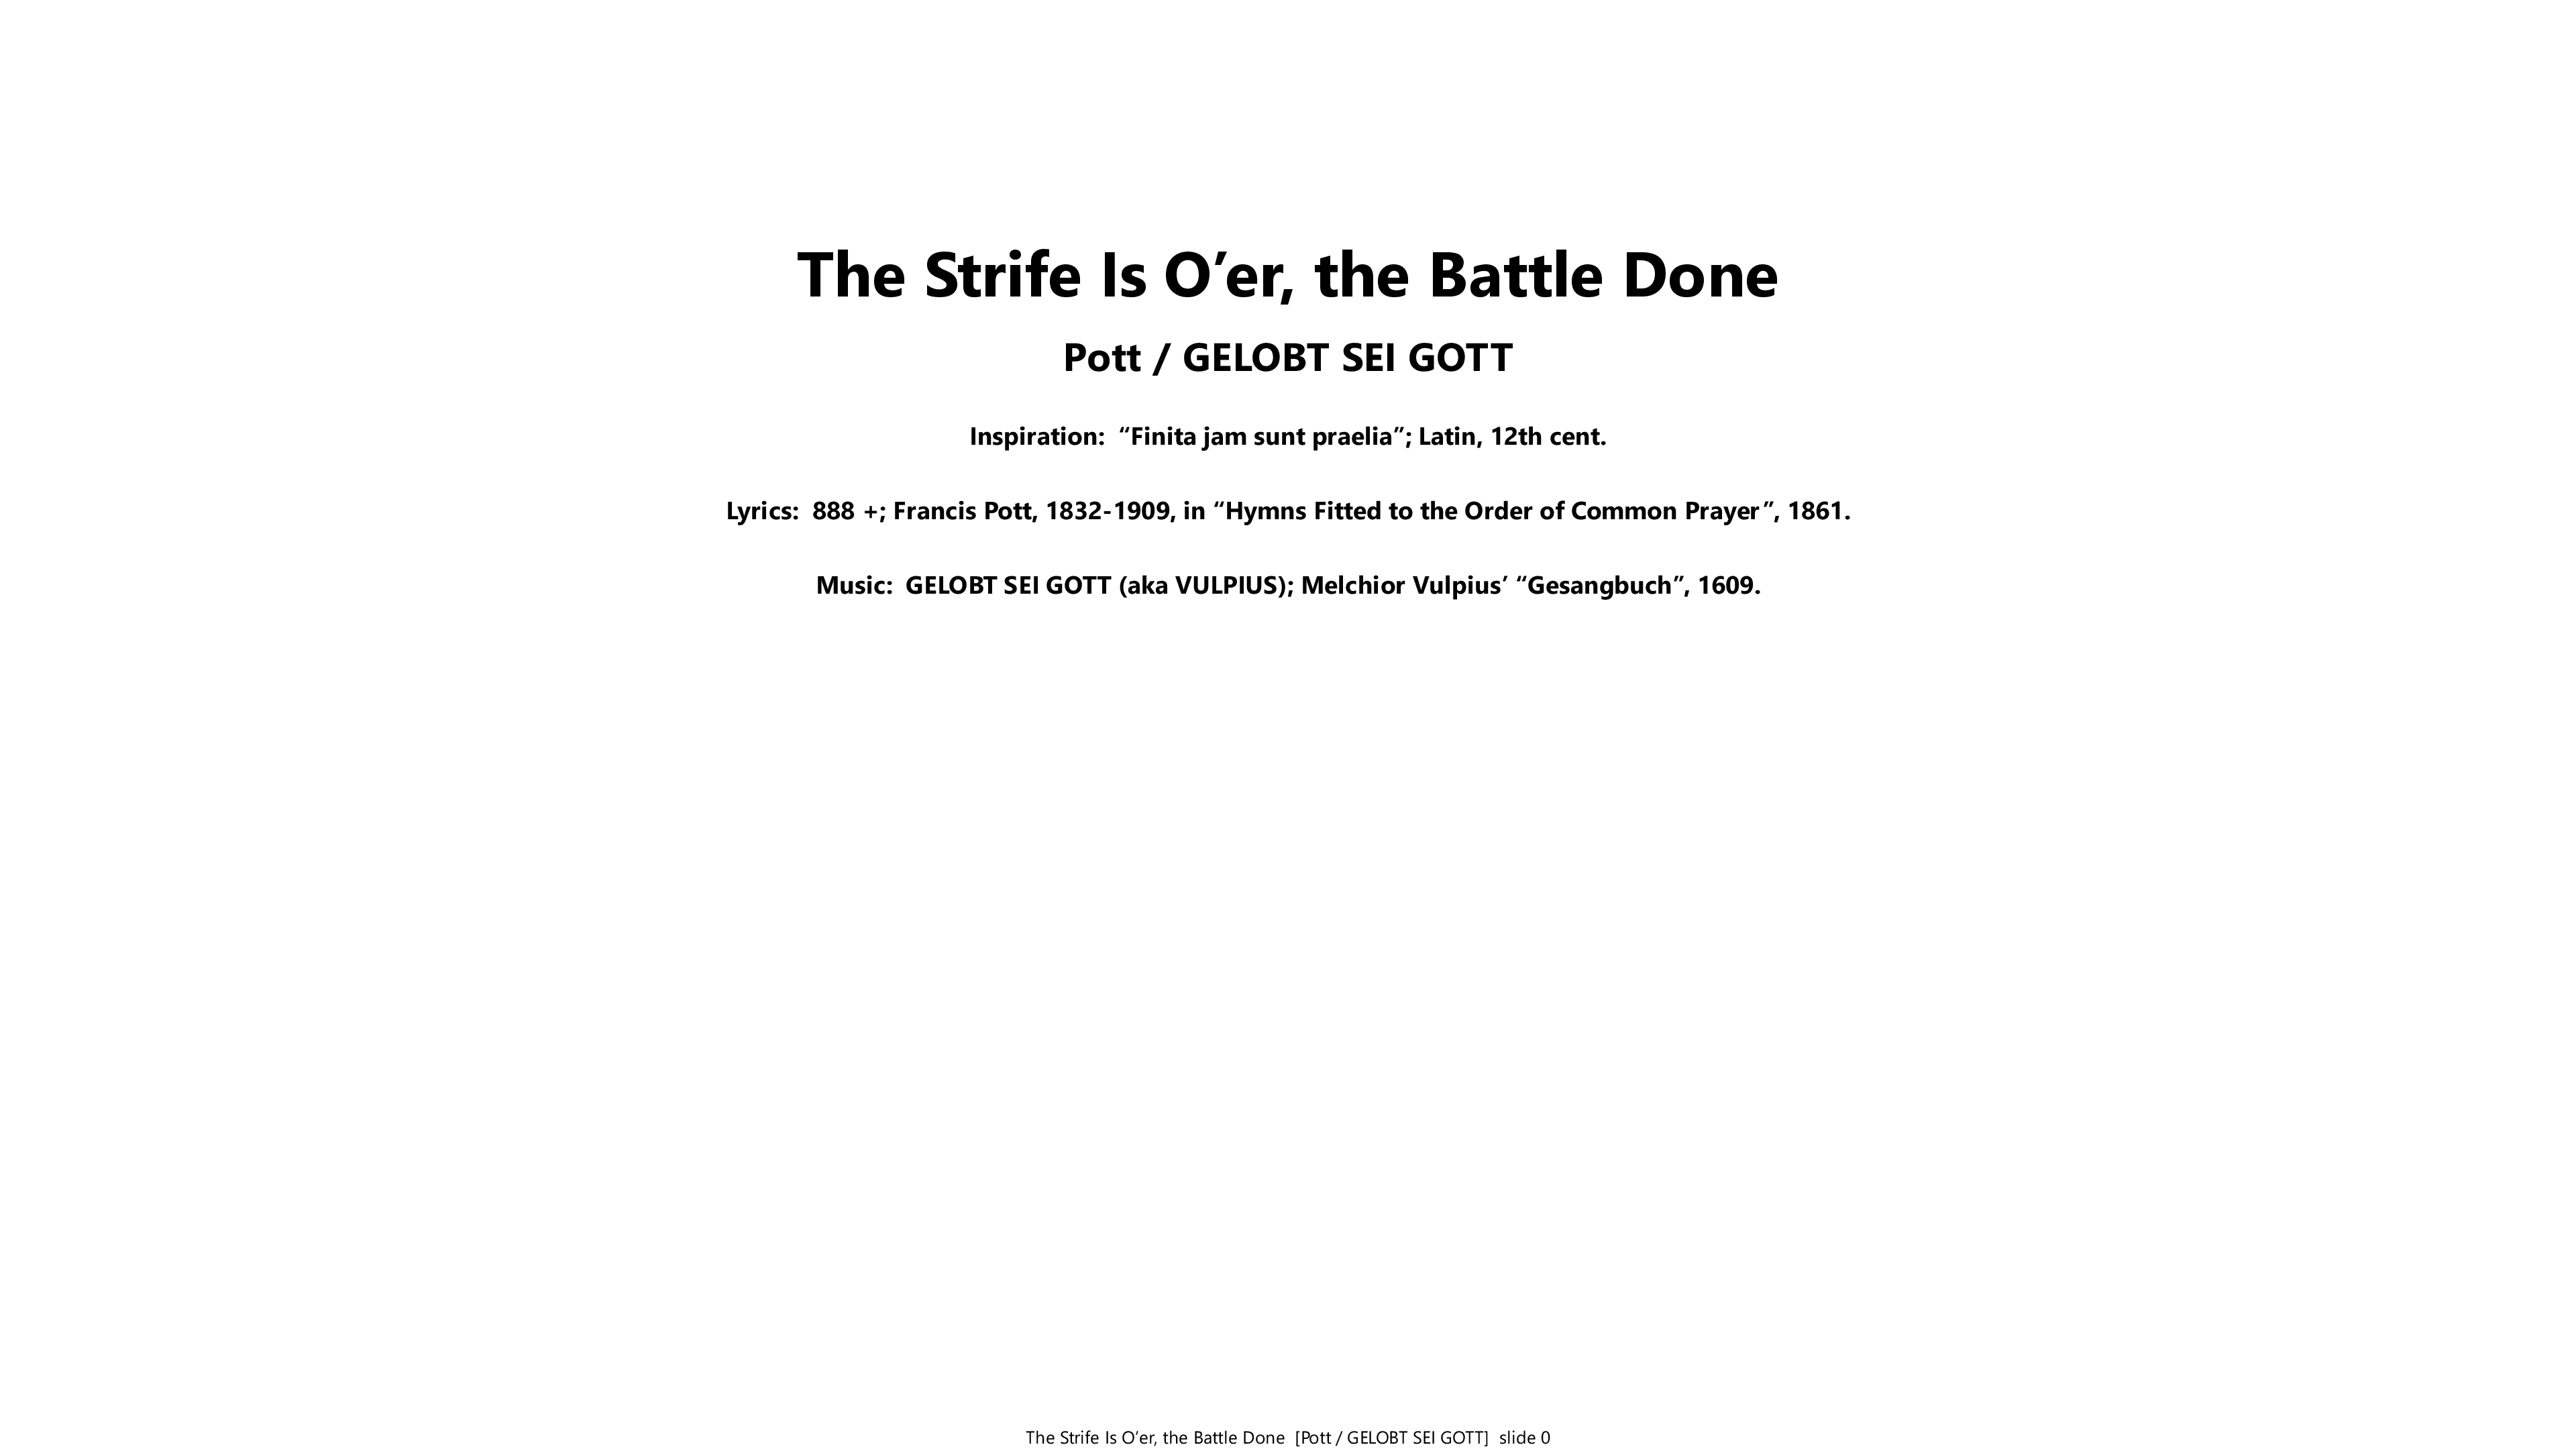 The Strife Is O’er, the Battle Done
Pott / GELOBT SEI GOTT
Inspiration:  “Finita jam sunt praelia”; Latin, 12th cent.
Lyrics:  888 +; Francis Pott, 1832-1909, in “Hymns Fitted to the Order of Common Prayer”, 1861.
Music:  GELOBT SEI GOTT (aka VULPIUS); Melchior Vulpius’ “Gesangbuch”, 1609.
The Strife Is O’er, the Battle Done  [Pott / GELOBT SEI GOTT]  slide 0